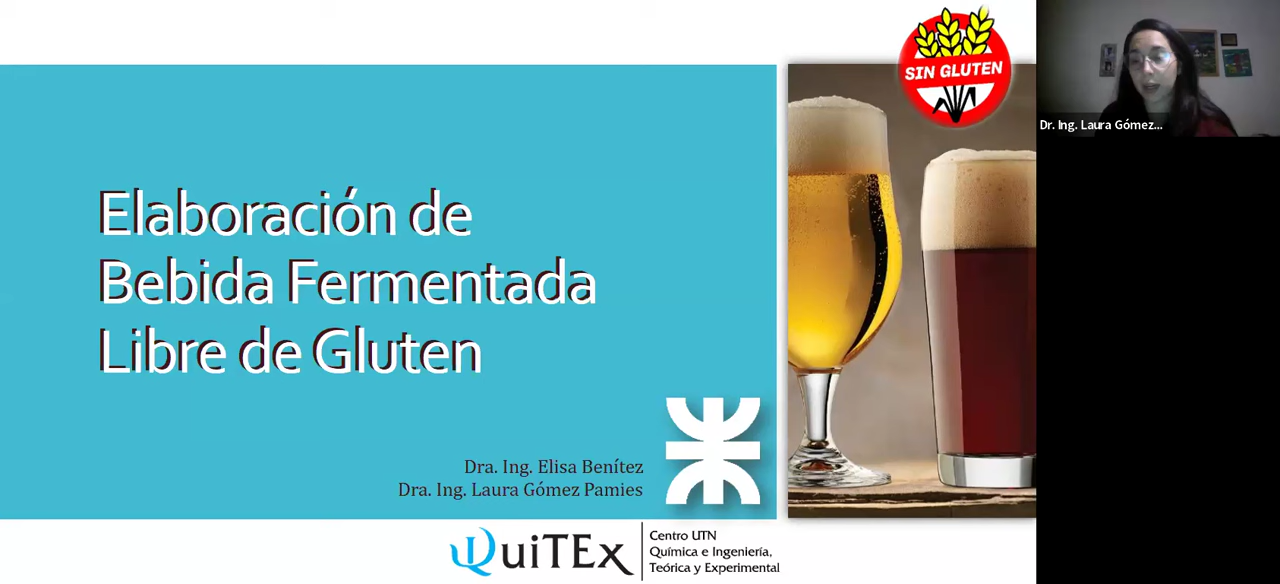 SIN GLUTEN
Dr. Ing. Laura Gómez...
Elaboración de
Bebida Fermentada
Libre de Gluten
Dra. Ing. Elisa Benítez
Dra. Ing. Laura Gómez Pamies
QuiTEx
Centro UTN
Química e Ingeniería,
Teórica y Experimental